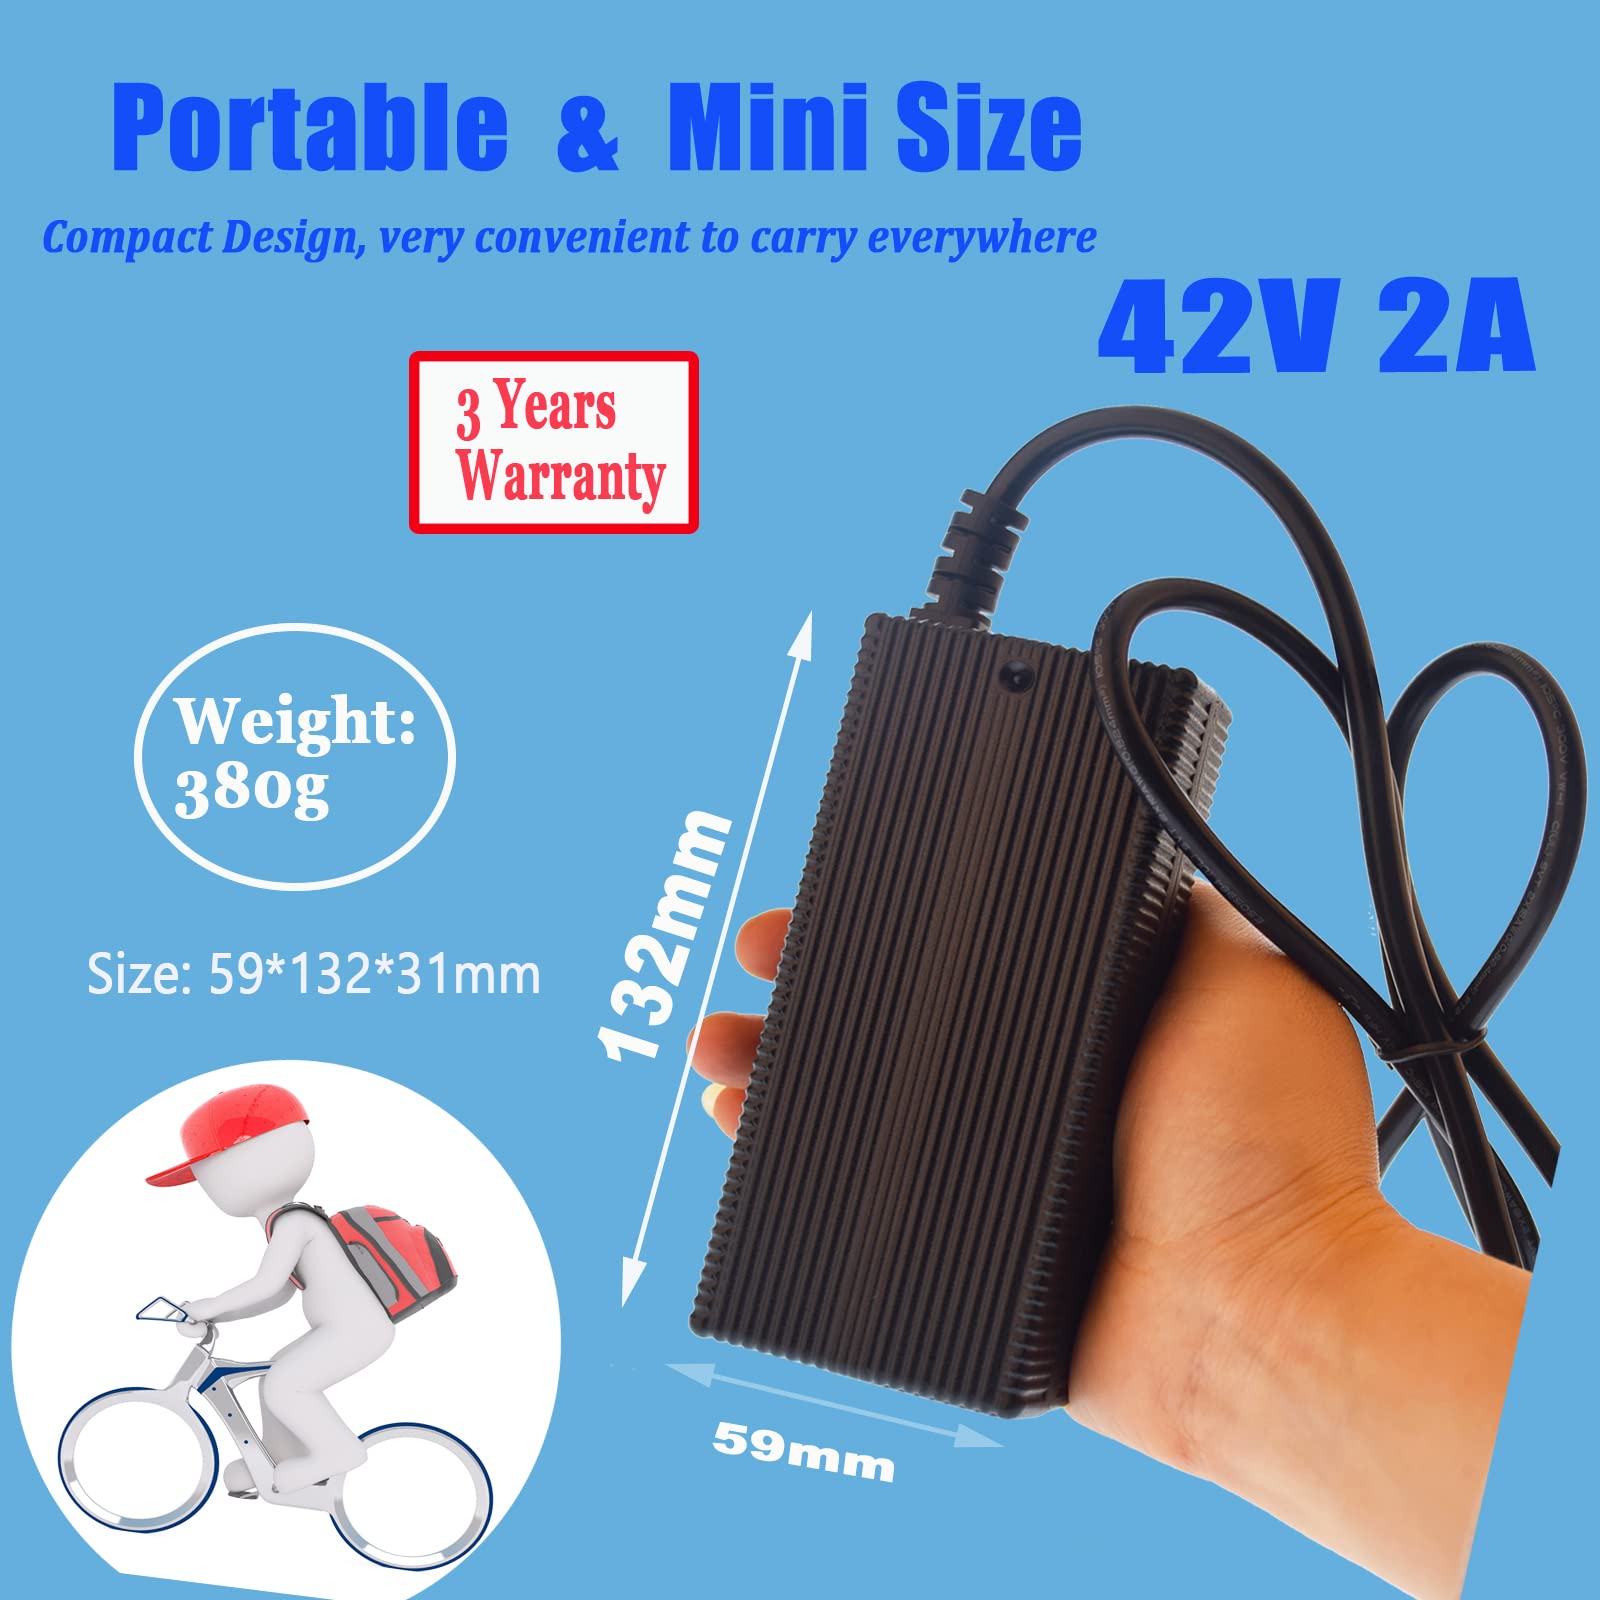 Portable & Mini Size
Compact Design, very convenient to carry everywhere
42V 2A
3 Years
Warranty
Weight:
380g
Size: 59*132*31mm
132mm
59mm